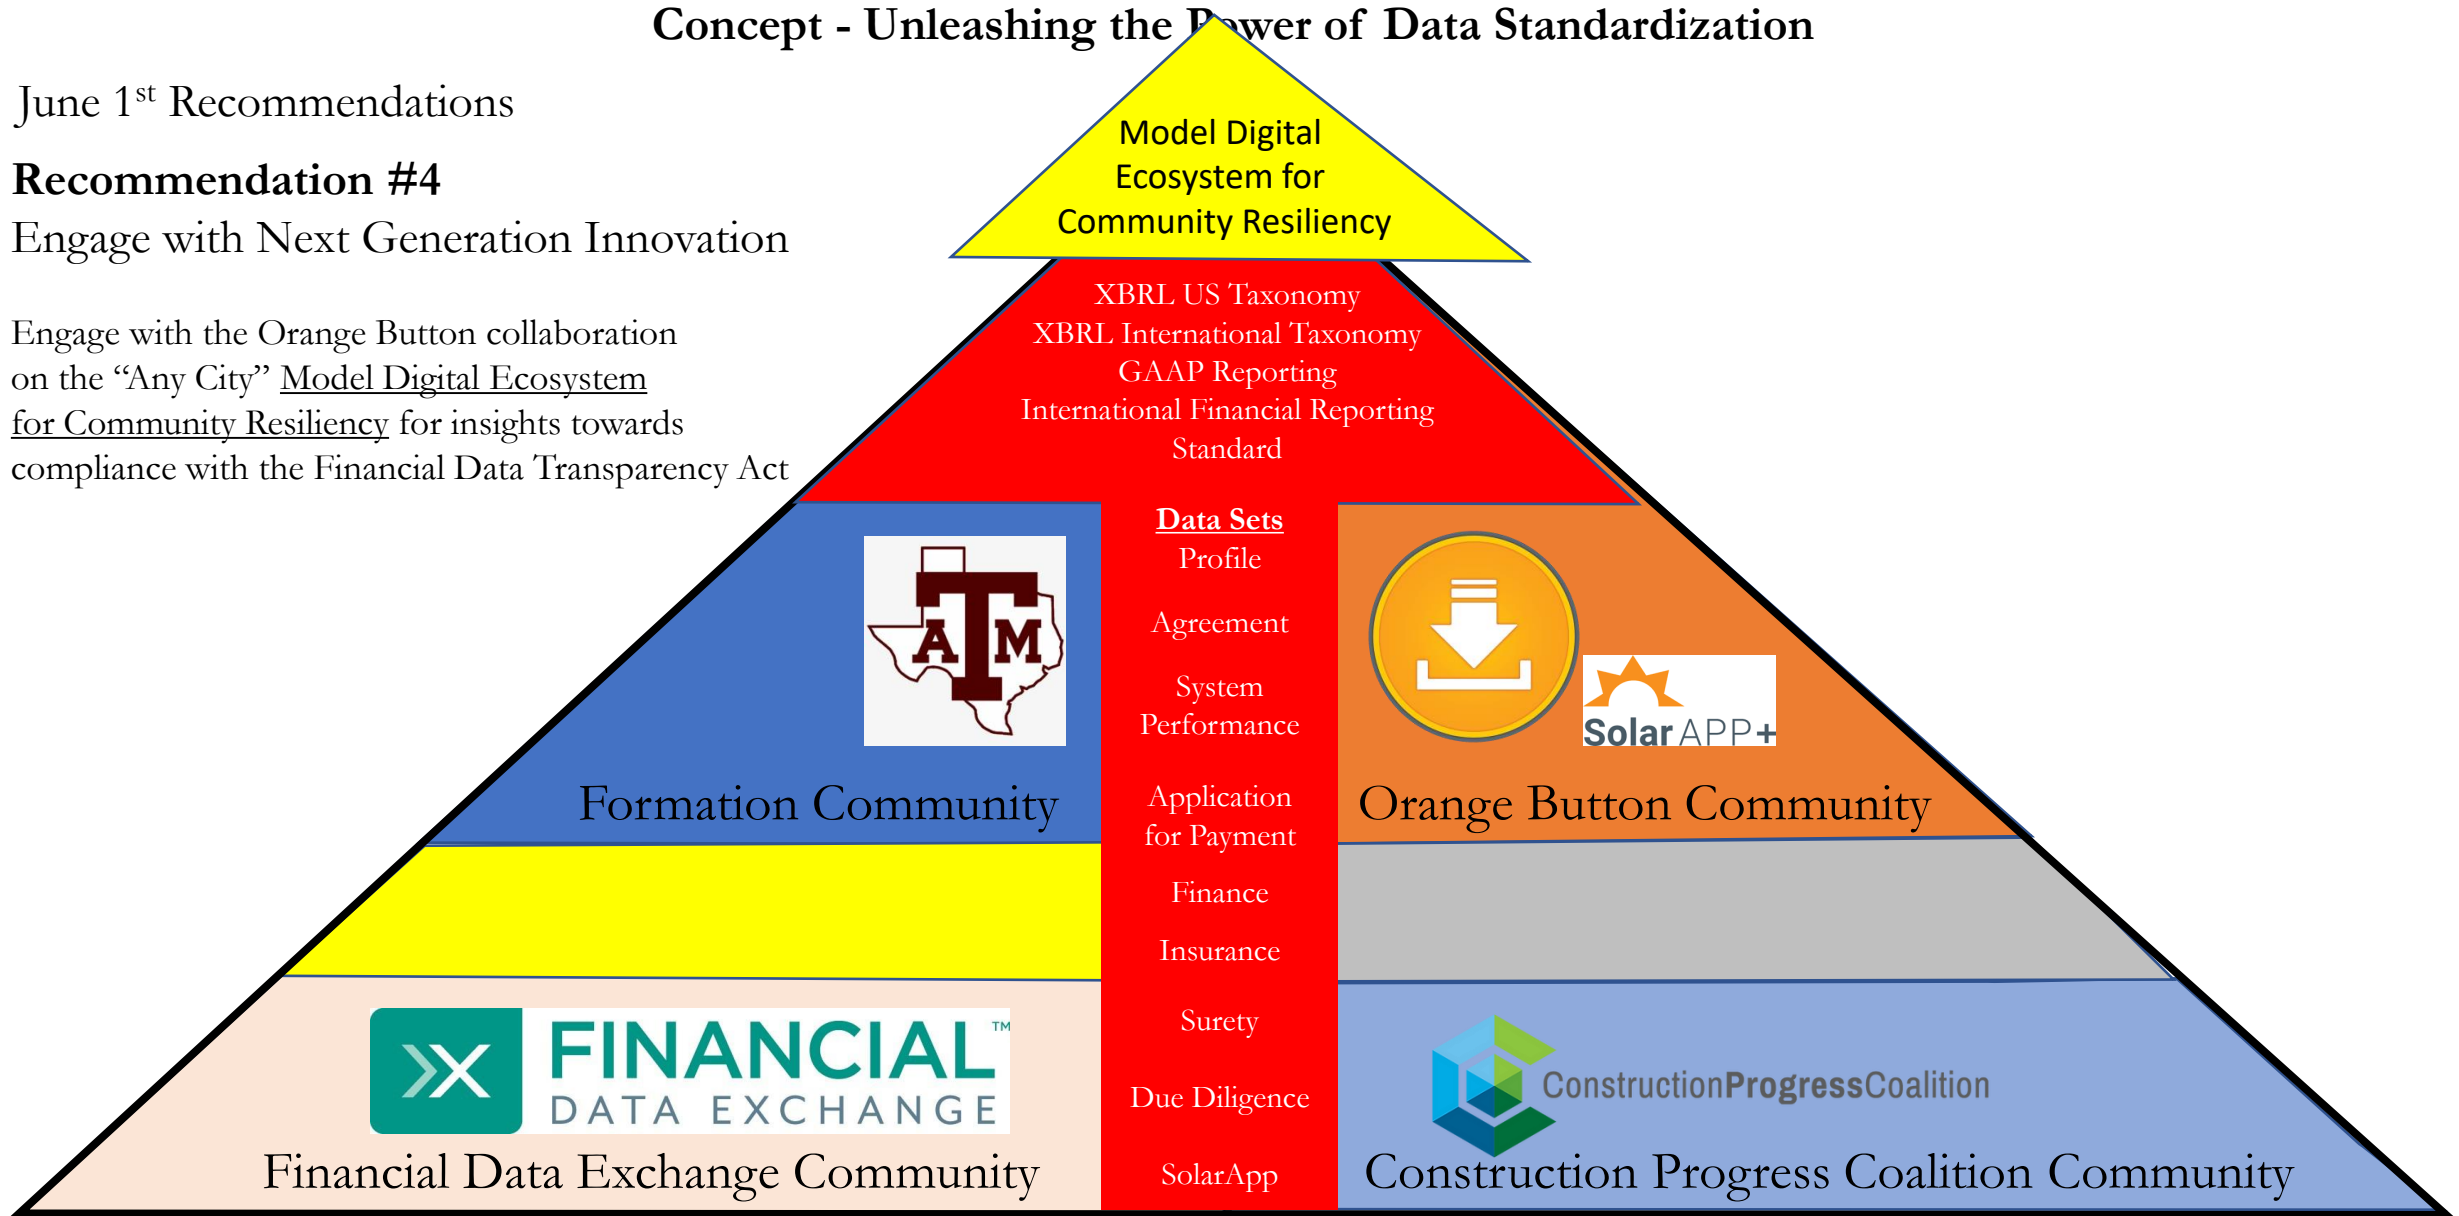 Concept - Unleashing the Power of Data Standardization
June 1st Recommendations
Recommendation #4
Engage with Next Generation Innovation
Engage with the Orange Button collaboration
on the “Any City” Model Digital Ecosystem
for Community Resiliency for insights towards
compliance with the Financial Data Transparency Act
Model Digital
Ecosystem for
Community Resiliency
XBRL US Taxonomy
XBRL International Taxonomy
GAAP Reporting
International Financial Reporting
Standard
Data Sets
Profile
Agreement
System
Performance
Application
for Payment
Finance
Insurance
Surety
Due Diligence
SolarApp
ATM
Formation Community
SolarAPP+
Orange Button Community
FINANCIAL™
DATA EXCHANGE
Financial Data Exchange Community
ConstructionProgressCoalition
Construction Progress Coalition Community